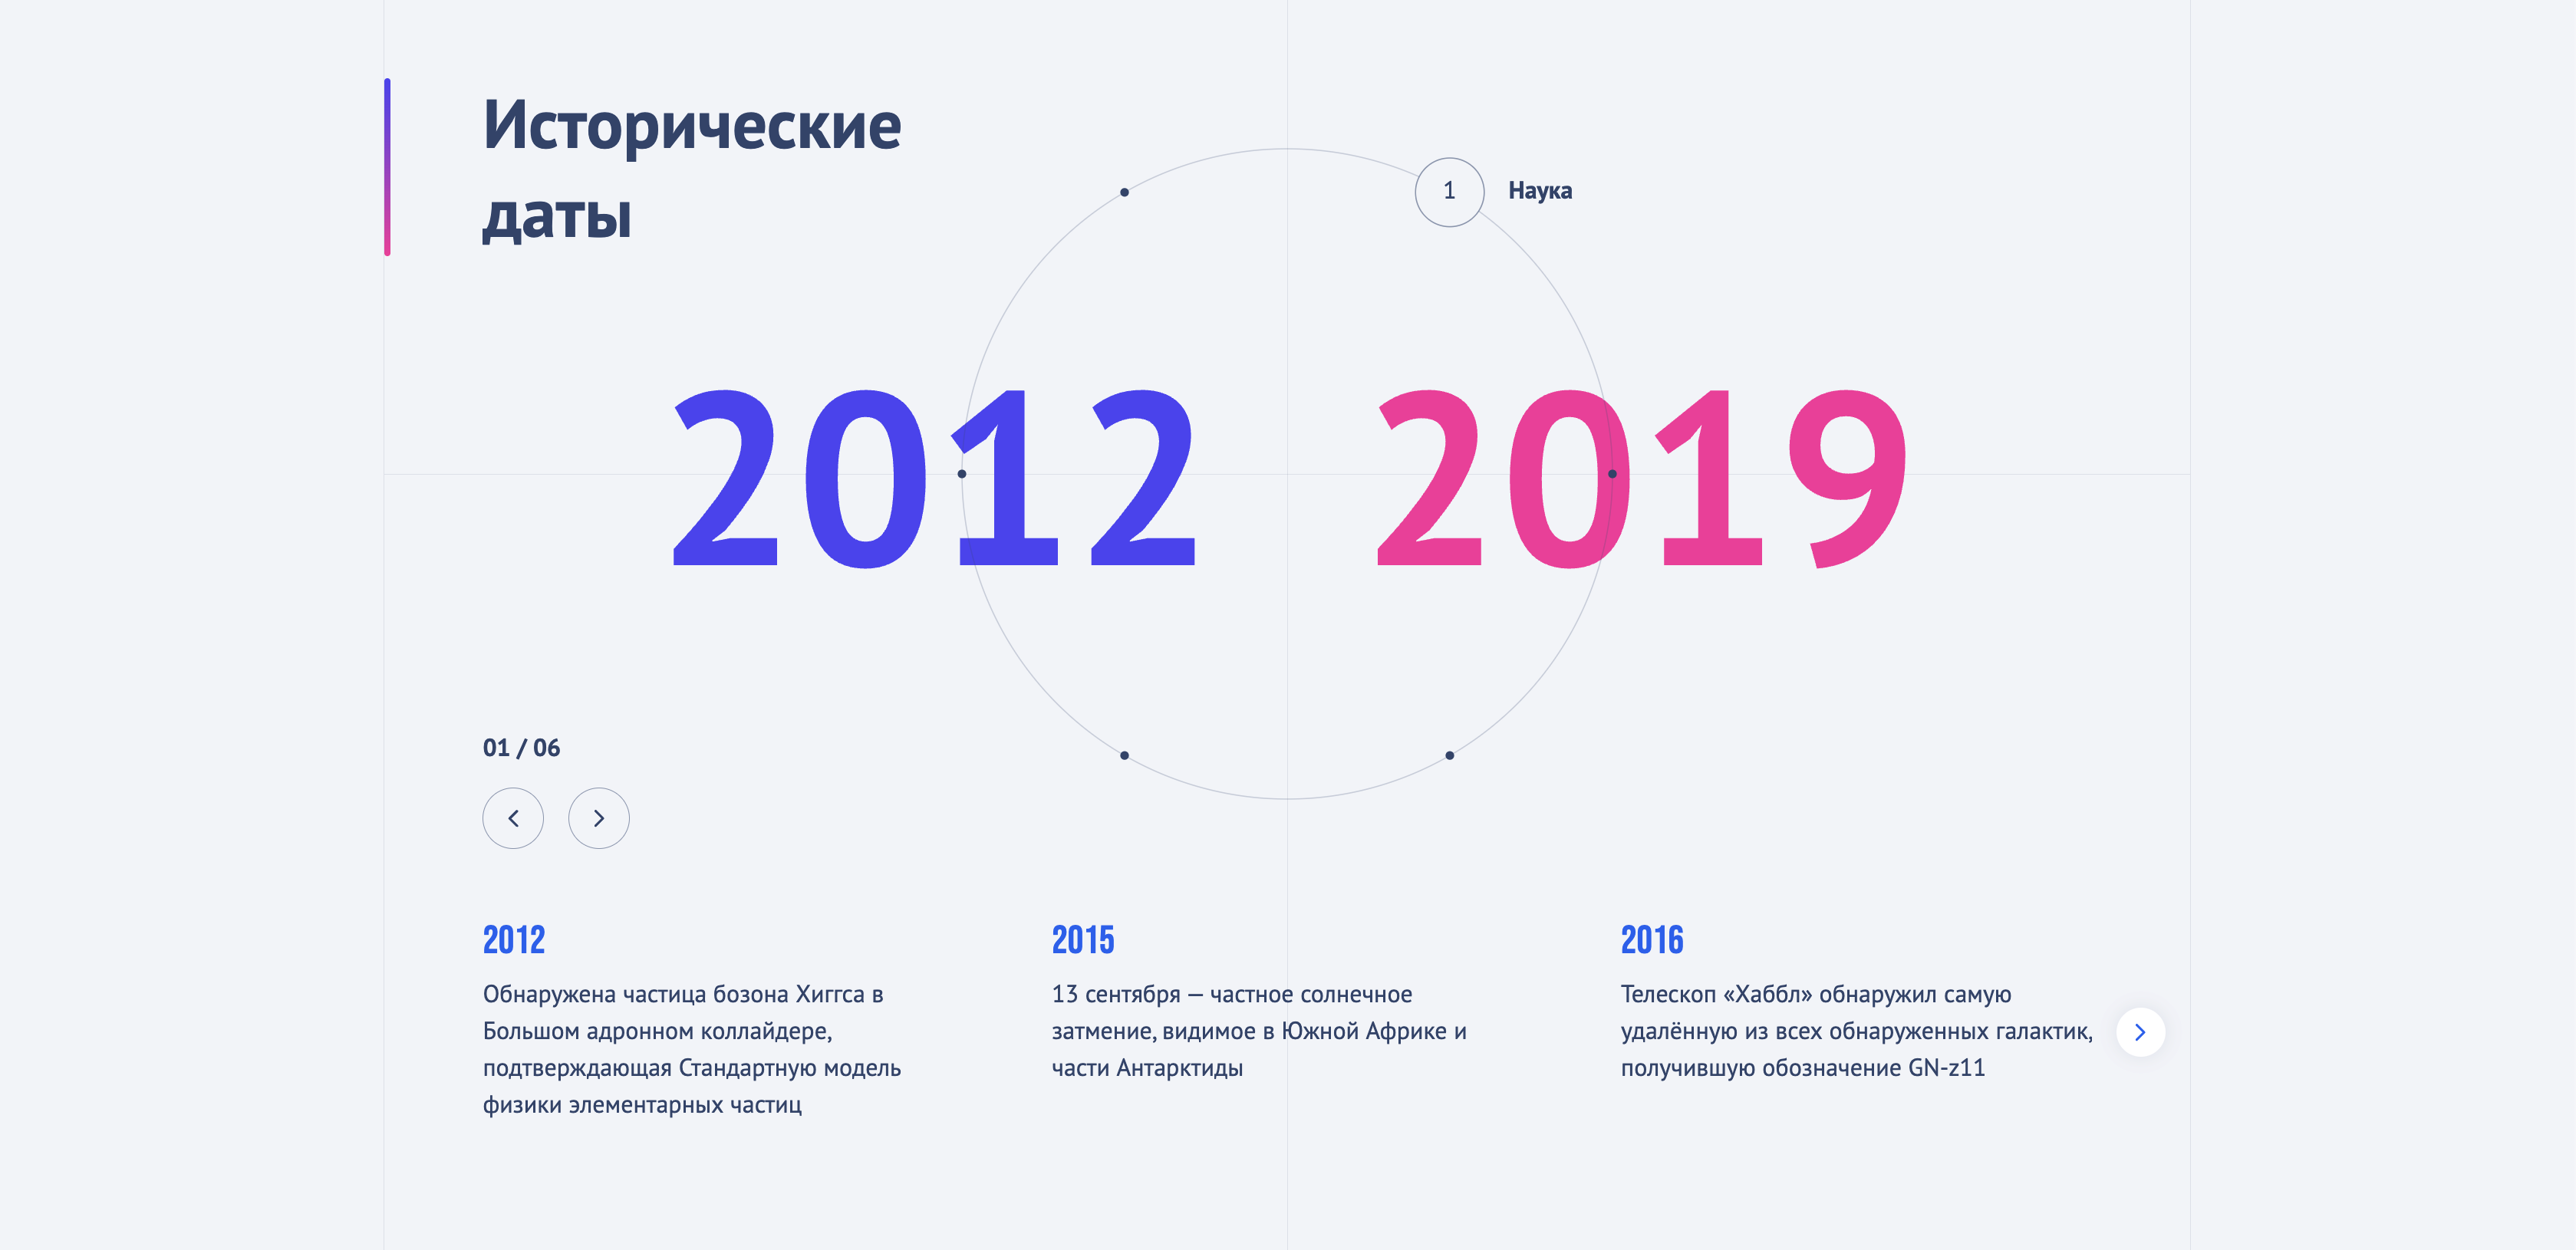 Исторические
даты
1 Наука
2012 2019
01 / 06
2012
Обнаружена частица бозона Хиггса в
Большом адронном коллайдере,
подтверждающая Стандартную модель
физики элементарных частиц
2015
13 сентября — частное солнечное
затмение, видимое в Южной Африке и
части Антарктиды
2016
Телескоп «Хаббл» обнаружил самую
удалённую из всех обнаруженных галактик,
получившую обозначение GN-z11